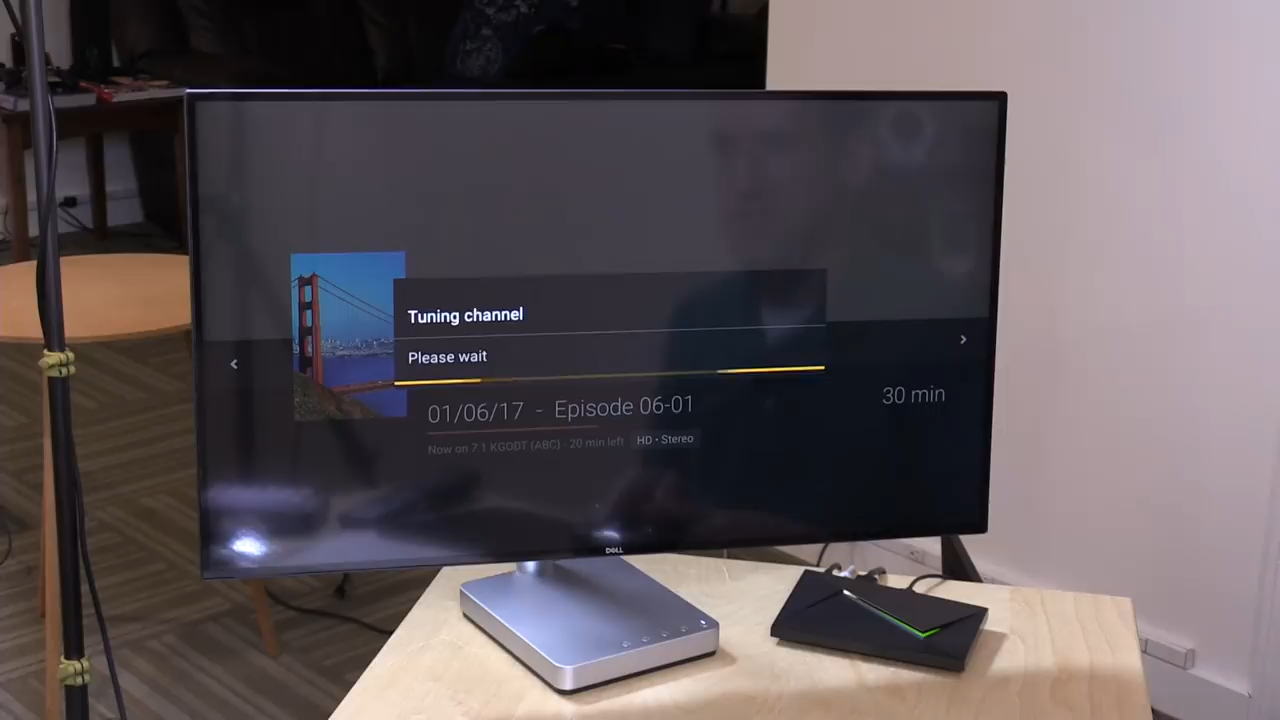 Tuning channel
Please wait
30 min
01/06/17 - Episode 06-01
Now on 7.1 KGODT (ABC) · 20 min left HD • Stereo
DELL